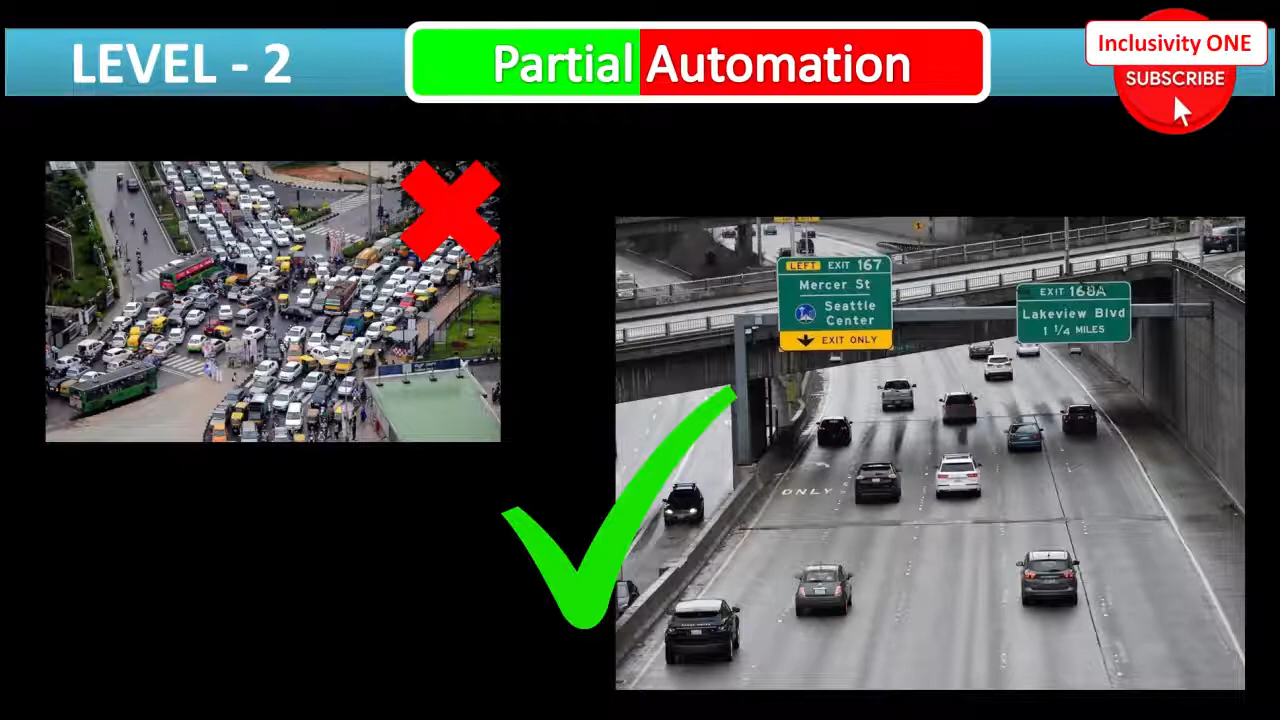 LEVEL - 2
Partial Automation
Inclusivity ONE
SUBSCRIBE
LEFT EXIT 167
Mercer St
Seattle
Center
EXIT ONLY
EXIT 168A
Lakeview Blvd
1 1/4 MILES
ONLY